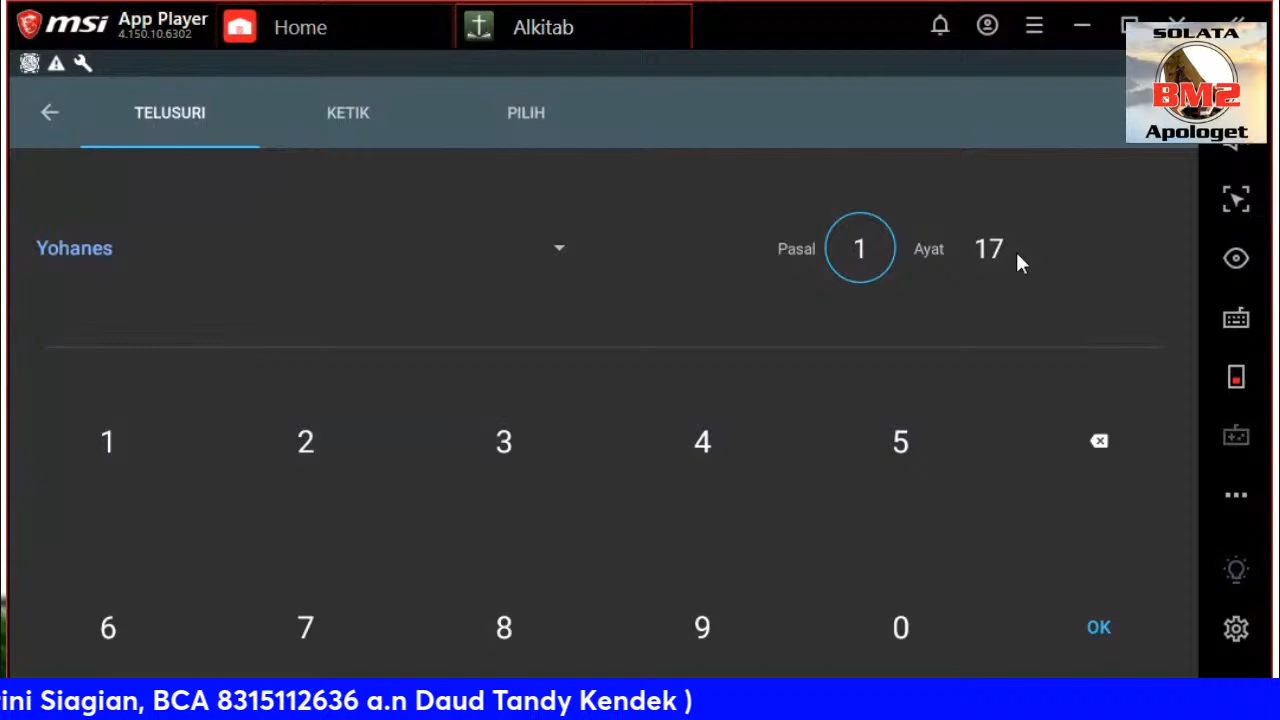 msi App Player
4.150.10.6302
Home
Alkitab
SOLATA
BM2
Apologet
TELUSURI
KETIK
PILIH
Yohanes
Pasal 1 Ayat 17
1 2 3 4 5
6 7 8 9 0 OK
ini Siagian, BCA 8315112636 a.n Daud Tandy Kendek )